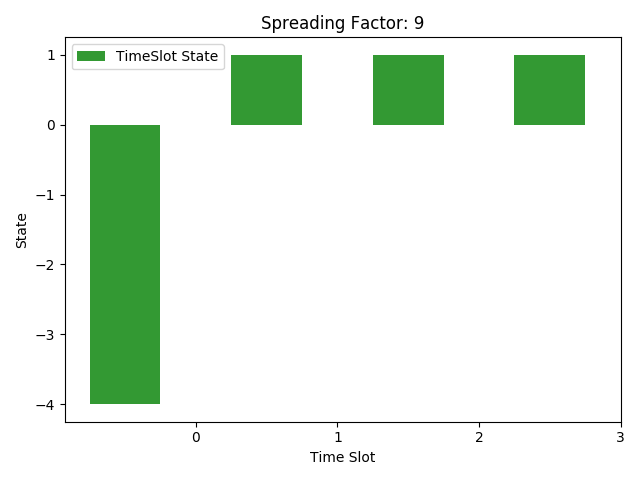 Spreading Factor: 9
TimeSlot State
1
0
−1
−2
−3
−4
State
0 1 2 3
Time Slot